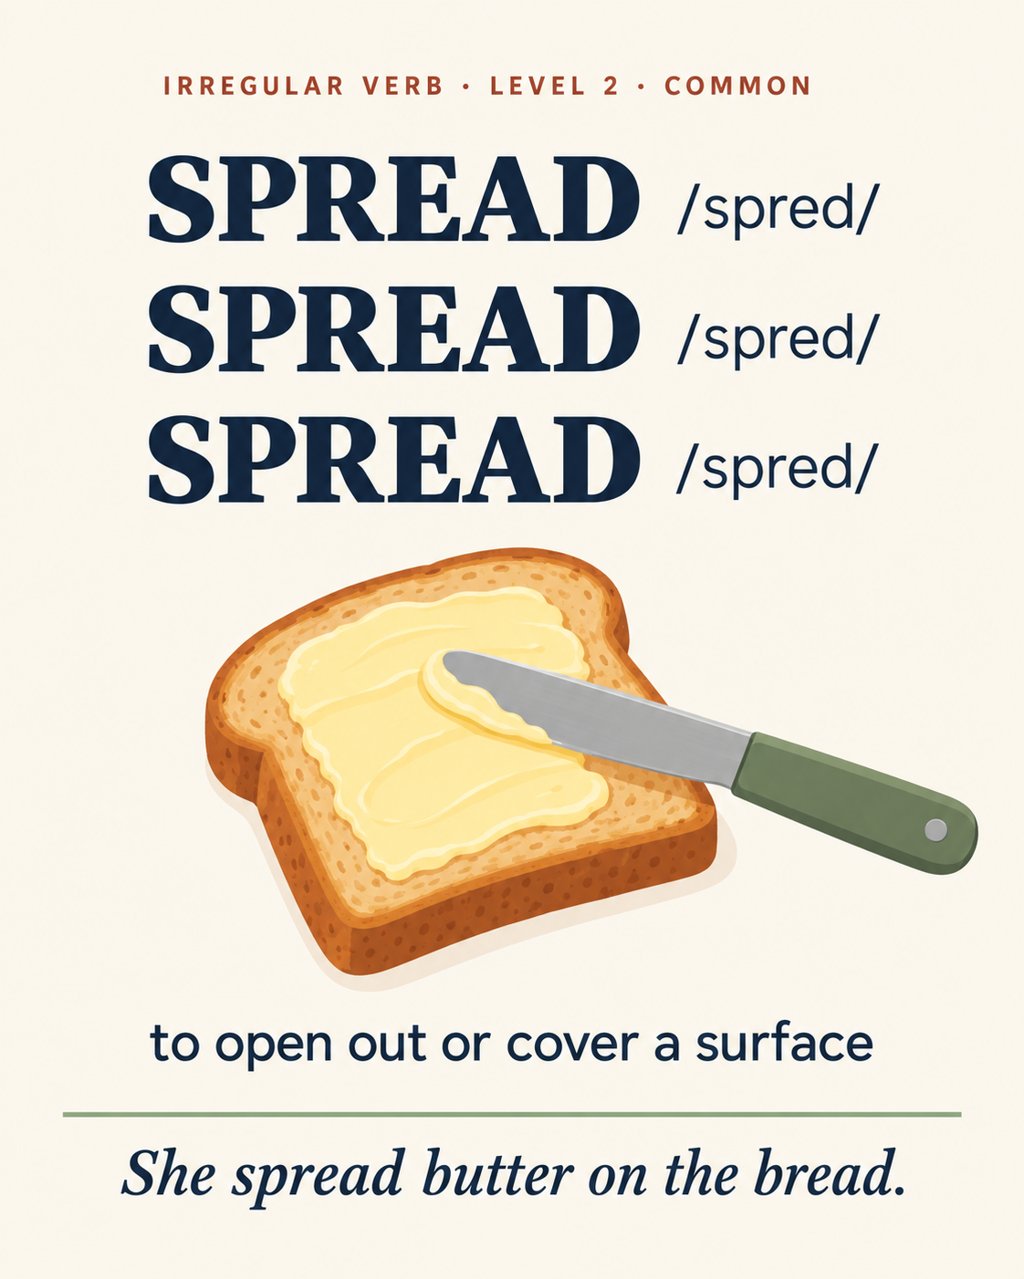 IRREGULAR VERB · LEVEL 2 · COMMON
SPREAD /spred/
SPREAD /spred/
SPREAD /spred/
to open out or cover a surface
She spread butter on the bread.